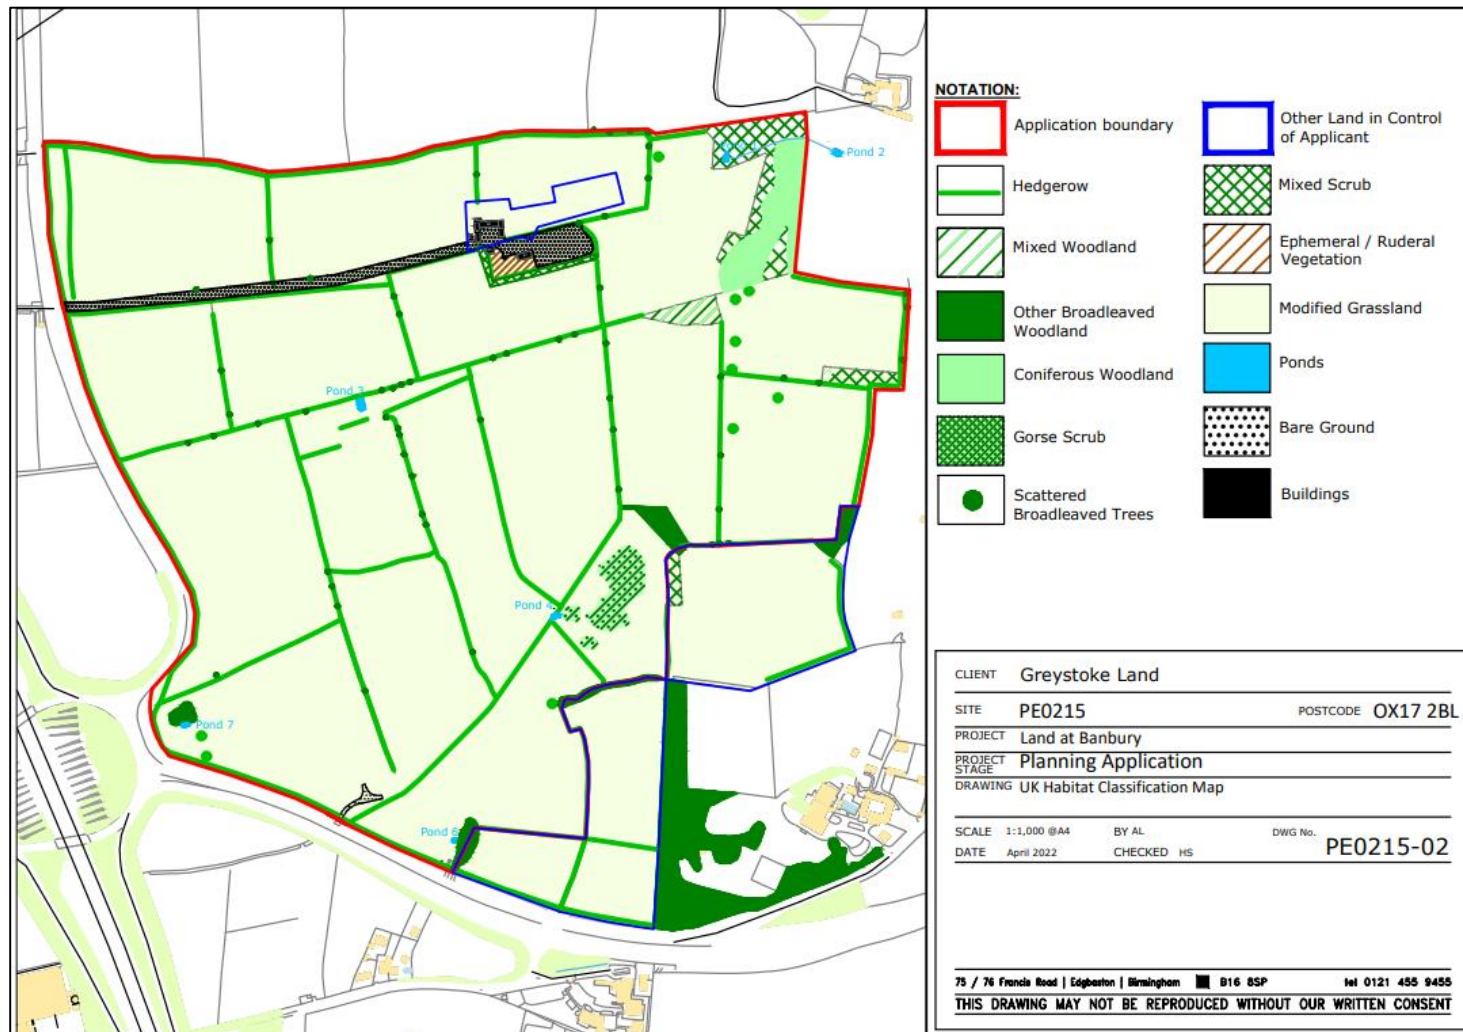 Pond 2
Pond 3
Pond 4
Pond 7
Pond 6
NOTATION:
Application boundary
Hedgerow
Mixed Woodland
Other Broadleaved
Woodland
Coniferous Woodland
Gorse Scrub
Scattered
Broadleaved Trees
Other Land in Control
of Applicant
Mixed Scrub
Ephemeral / Ruderal
Vegetation
Modified Grassland
Ponds
Bare Ground
Buildings
CLIENT Greystoke Land
SITE PE0215 POSTCODE OX17 2BL
PROJECT Land at Banbury
PROJECT STAGE Planning Application
DRAWING UK Habitat Classification Map
SCALE 1:1,000 @A4 BY AL DWG No. PE0215-02
DATE April 2022 CHECKED HS
75 / 76 Francis Road | Edgbaston | Birmingham B16 8SP tel 0121 455 9455
THIS DRAWING MAY NOT BE REPRODUCED WITHOUT OUR WRITTEN CONSENT